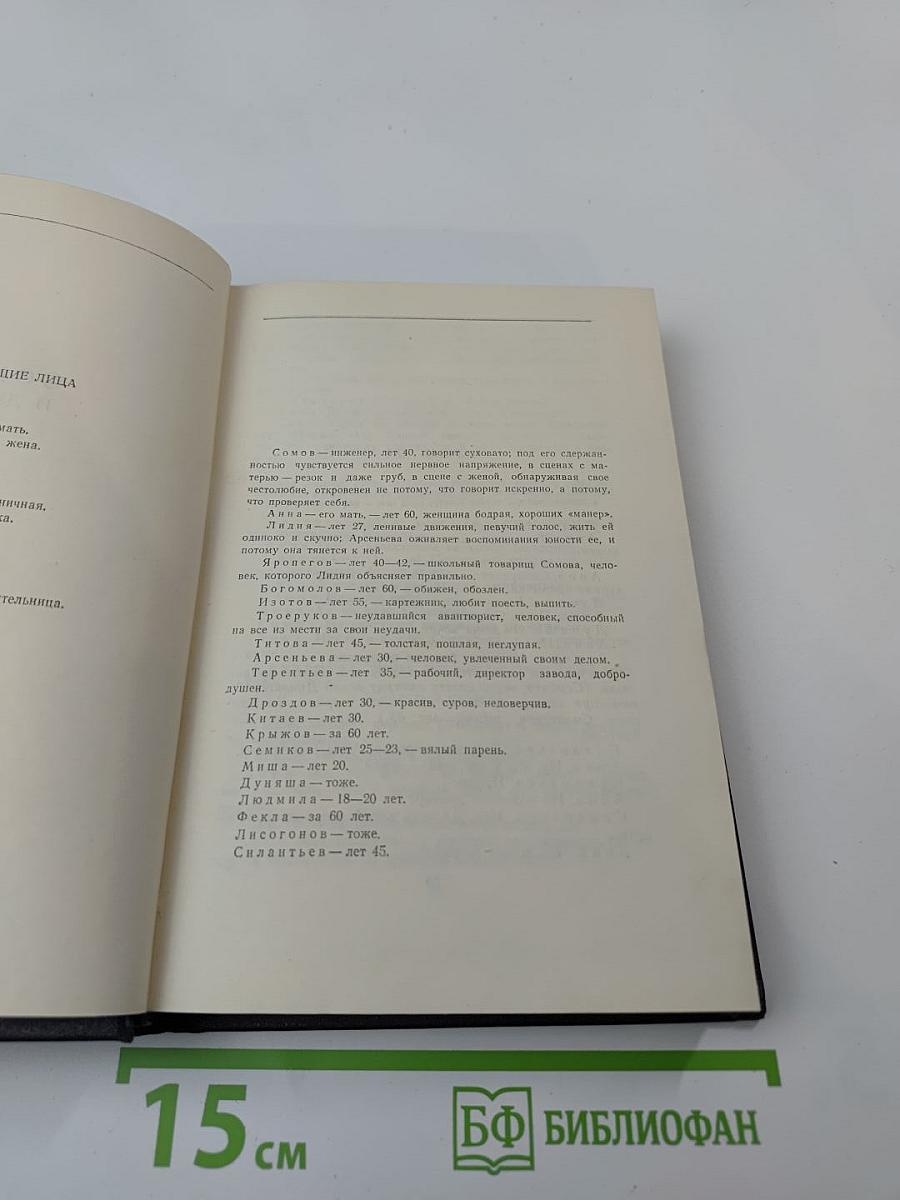 ЩИЕ ЛИЦА
мать.
жена.
ничная.
ка.
тельница.
Сомов — инженер, лет 40, говорит суховато; под его сдержан-
ностью чувствуется сильное нервное напряжение, в сценах с ма-
терью — резок и даже груб, в сцене с женой, обнаруживая свое
честолюбие, откровенен не потому, что говорит искренно, а потому,
что проверяет себя.
Анна — его мать, — лет 60, женщина бодрая, хороших «манер».
Лидия — лет 27, ленивые движения, певучий голос, жить ей
одиноко и скучно; Арсеньева оживляет воспоминания юности ее, и
потому она тянется к ней.
Яропегов — лет 40—42, — школьный товарищ Сомова, чело-
век, которого Лидия объясняет правильно.
Богомолов — лет 60, — обижен, обозлен.
Изотов — лет 55, — картежник, любит поесть, выпить.
Троеруков — неудавшийся авантюрист, человек, способный
на все из мести за свои неудачи.
Титова — лет 45, — толстая, пошлая, неглупая.
Арсеньева — лет 30, — человек, увлеченный своим делом.
Терентьев — лет 35, — рабочий, директор завода, добро-
душен.
Дроздов — лет 30, — красив, суров, недоверчив.
Китаев — лет 30.
Крыжов — за 60 лет.
Семиков — лет 25—23, — вялый парень.
Миша — лет 20.
Дуняша — тоже.
Людмила — 18—20 лет.
Фекла — за 60 лет.
Лисогонов — тоже.
Силантьев — лет 45.
15 см
БФ БИБЛИОФАН